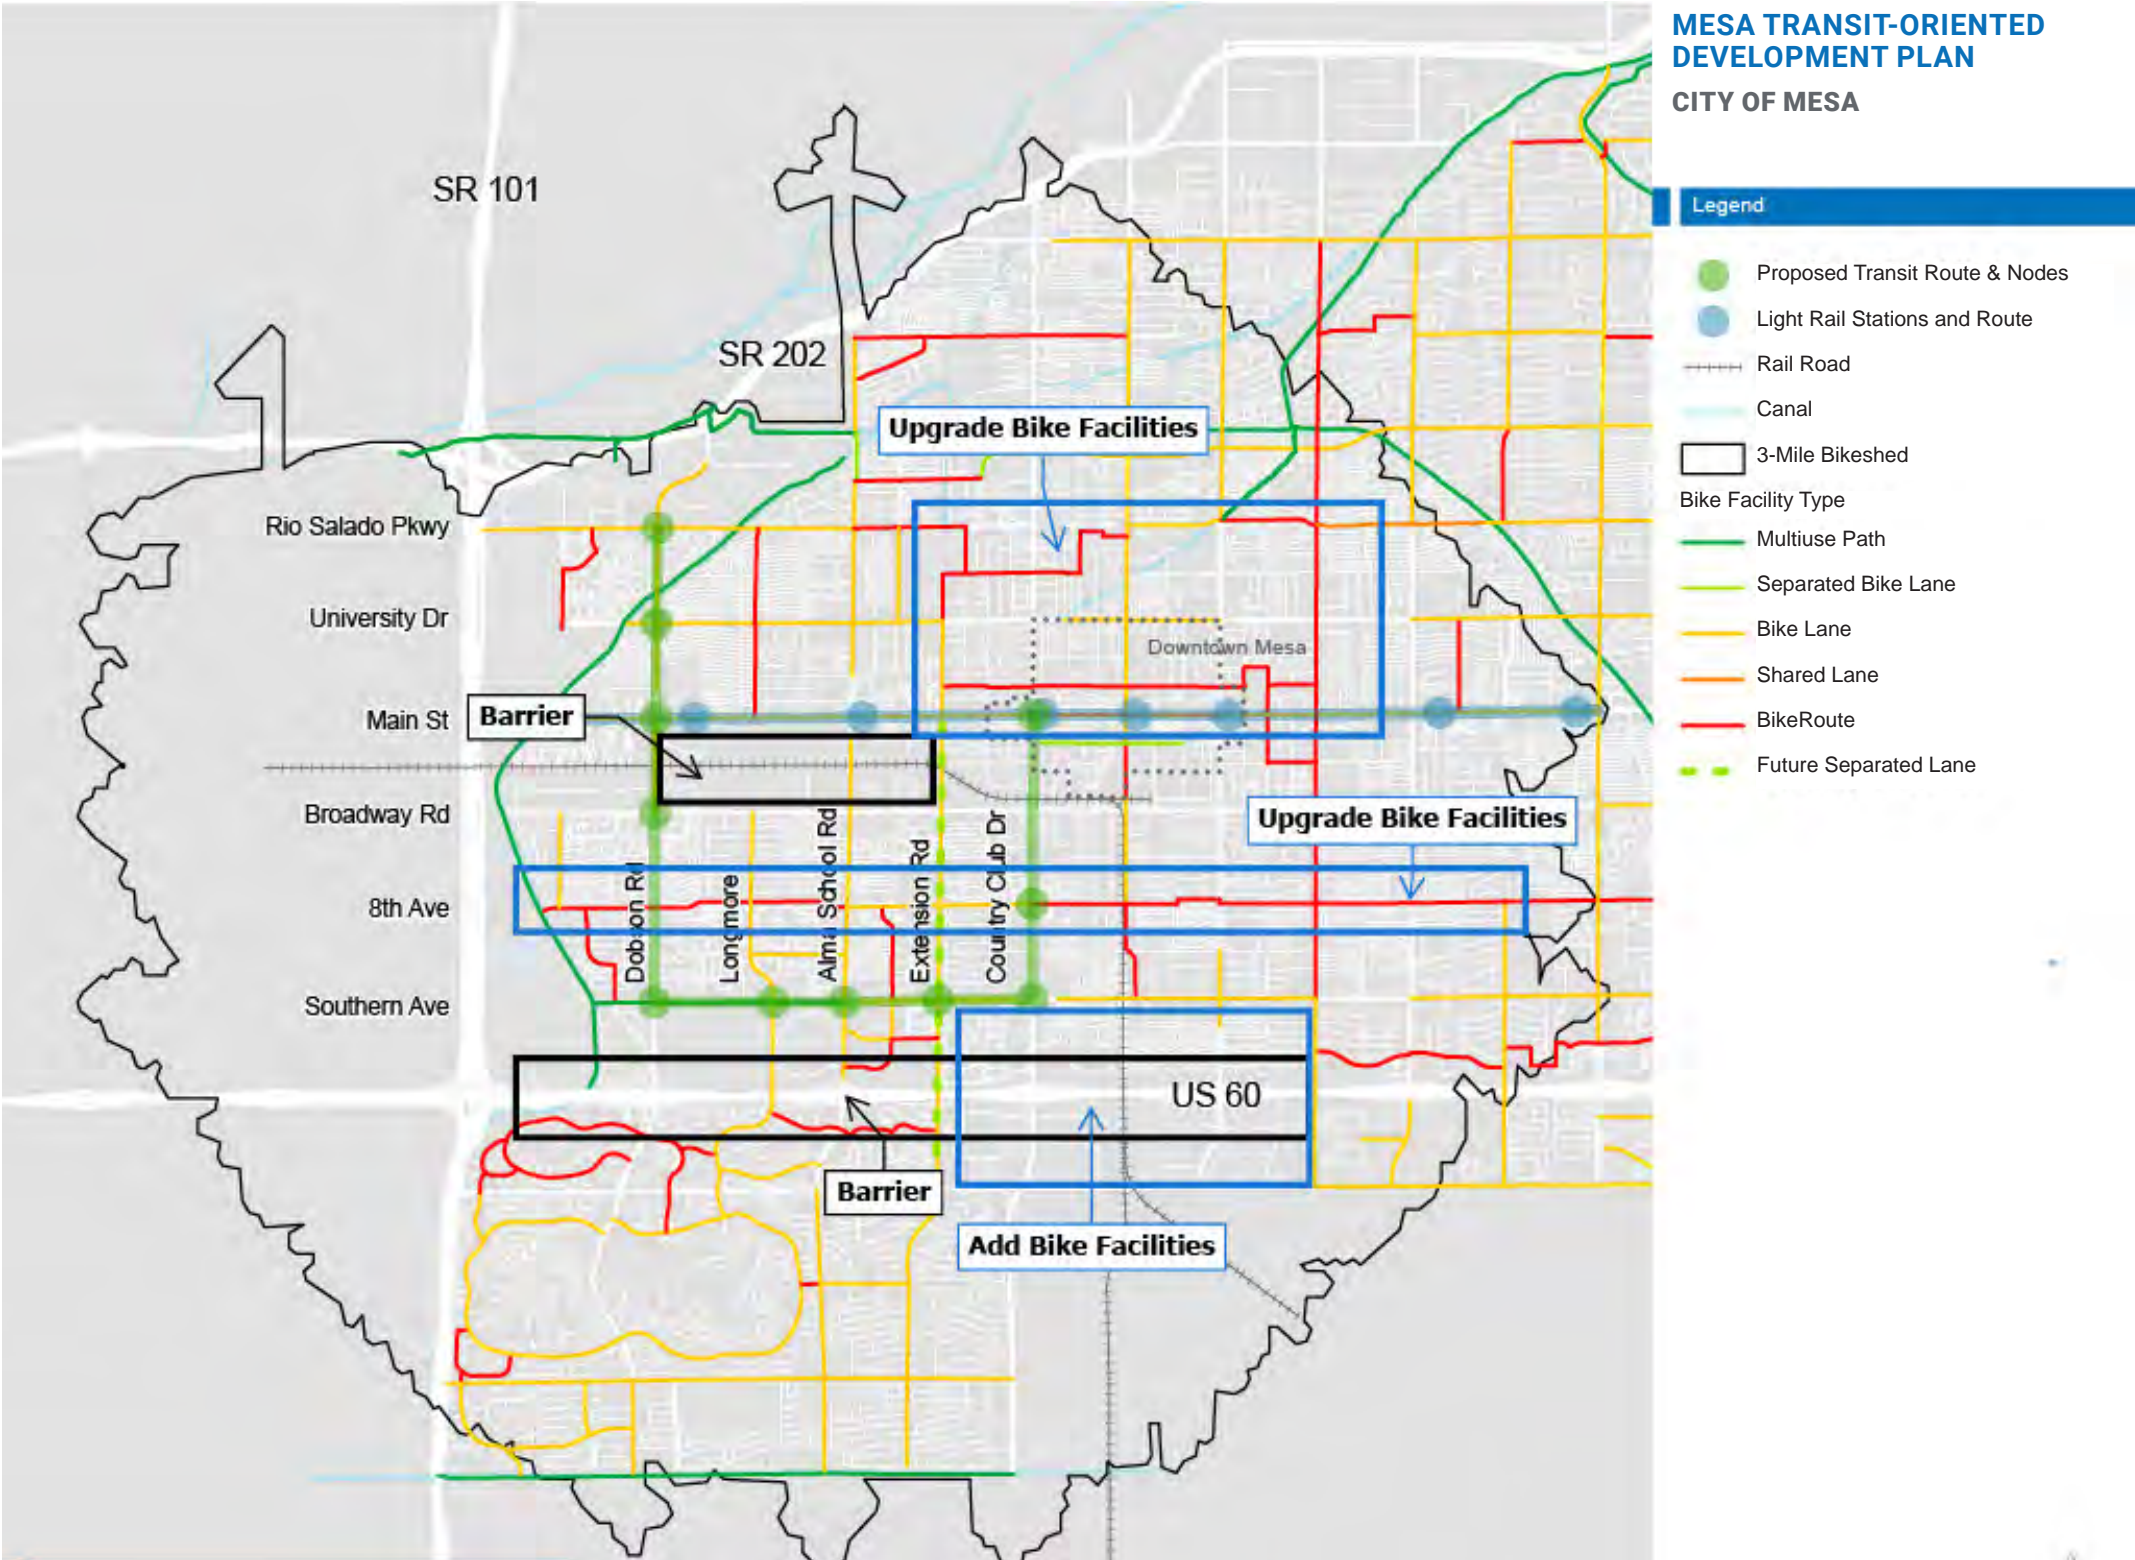 MESA TRANSIT-ORIENTED
DEVELOPMENT PLAN
CITY OF MESA
Legend
Proposed Transit Route & Nodes
Light Rail Stations and Route
Rail Road
Canal
3-Mile Bikeshed
Bike Facility Type
Multiuse Path
Separated Bike Lane
Bike Lane
Shared Lane
BikeRoute
Future Separated Lane
SR 101
SR 202
Upgrade Bike Facilities
Rio Salado Pkwy
University Dr
Downtown Mesa
Main St
Barrier
Broadway Rd
Upgrade Bike Facilities
8th Ave
Dobson Rd
Longmore
Alma School Rd
Extension Rd
Country Club Dr
Southern Ave
US 60
Barrier
Add Bike Facilities